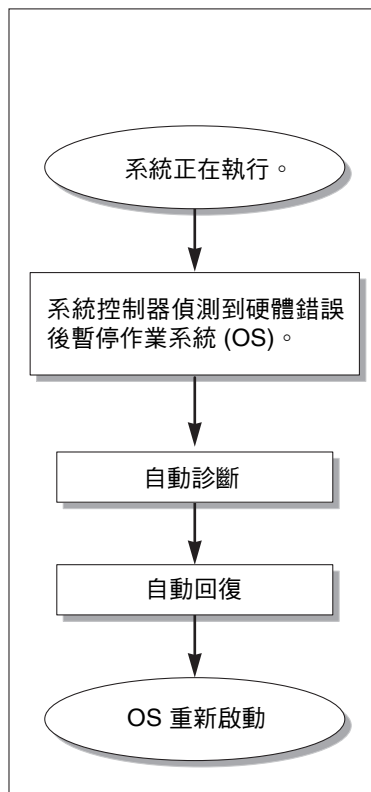 系統正在執行。
系統控制器偵測到硬體錯誤
後暫停作業系統 (OS)。
自動診斷
自動回復
OS 重新啟動